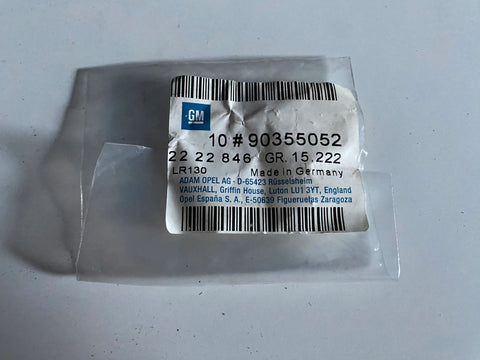 GM
10 # 90355052
22 22 846 GR. 15.222
LR130 Made in Germany
ADAM OPEL AG - D-65423 Rüsselsheim
VAUXHALL, Griffin House, Luton LU1 3YT, England
Opel España S. A., E-50639 Figueruelas Zaragoza